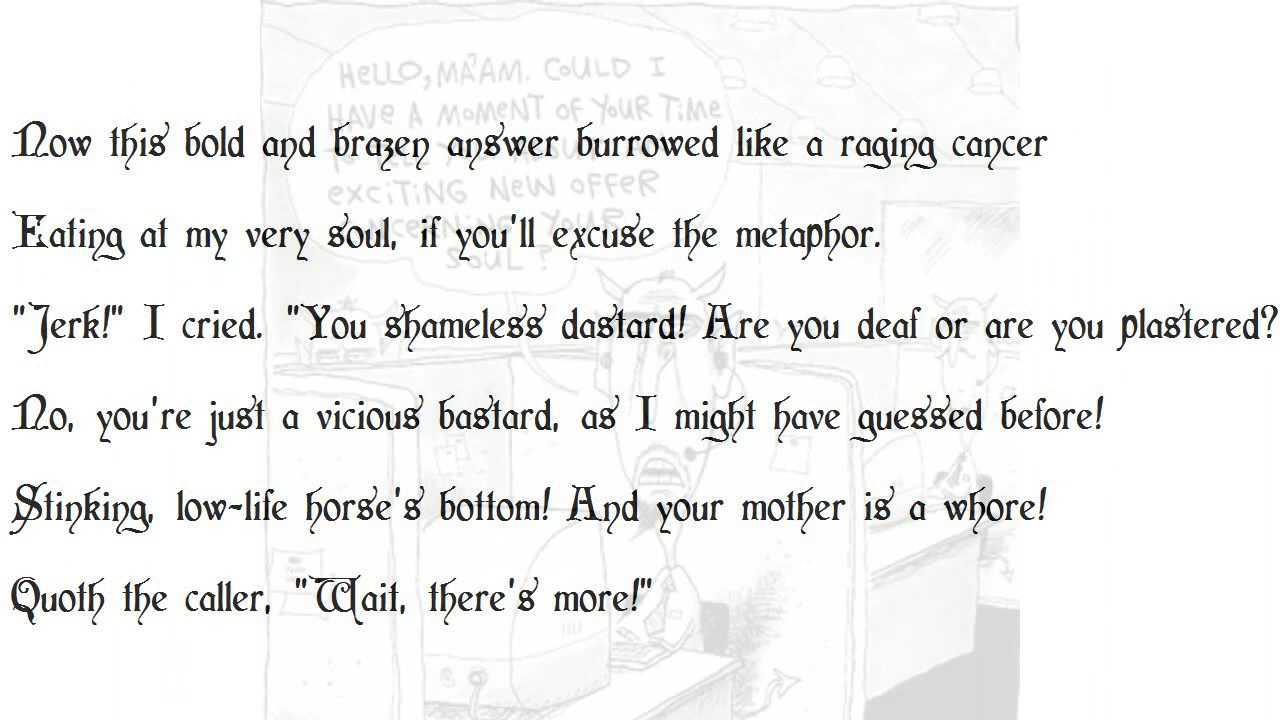 HELLO, MA'AM. COULD I
HAVE A MOMENT OF YOUR TIME
EXCITING NEW OFFER
CONCERNING YOUR
SOUL?
Now this bold and brazen answer burrowed like a raging cancer
Eating at my very soul, if you'll excuse the metaphor.
"Jerk!" I cried. "You shameless dastard! Are you deaf or are you plastered?
No, you're just a vicious bastard, as I might have guessed before!
Stinking, low-life horse's bottom! And your mother is a whore!
Quoth the caller, "Wait, there's more!"